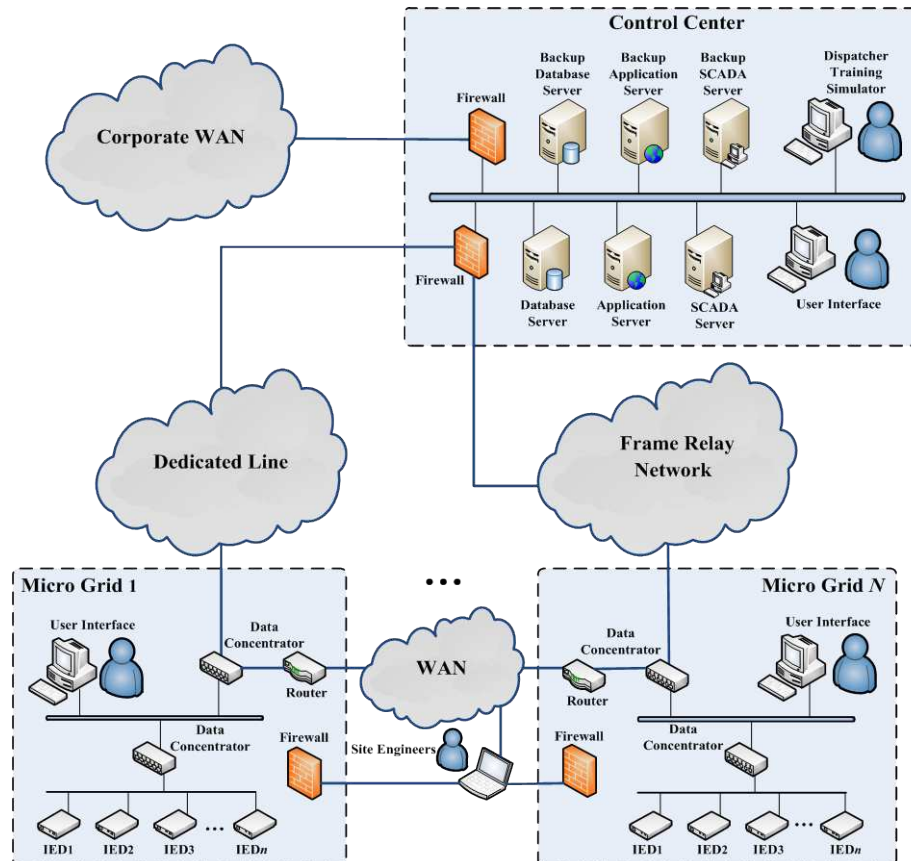 Control Center
Backup
Database
Server
Backup
Application
Server
Backup
SCADA
Server
Dispatcher
Training
Simulator
Firewall
Corporate WAN
Firewall
Database
Server
Application
Server
SCADA
Server
User Interface
Dedicated Line
Frame Relay
Network
...
Micro Grid 1
User Interface
Data
Concentrator
Router
Data
Concentrator
Firewall
IED1
IED2
IED3
...
IEDn
WAN
Site Engineers
Micro Grid N
Data
Concentrator
User Interface
Router
Data
Concentrator
Firewall
IED1
IED2
IED3
...
IEDn